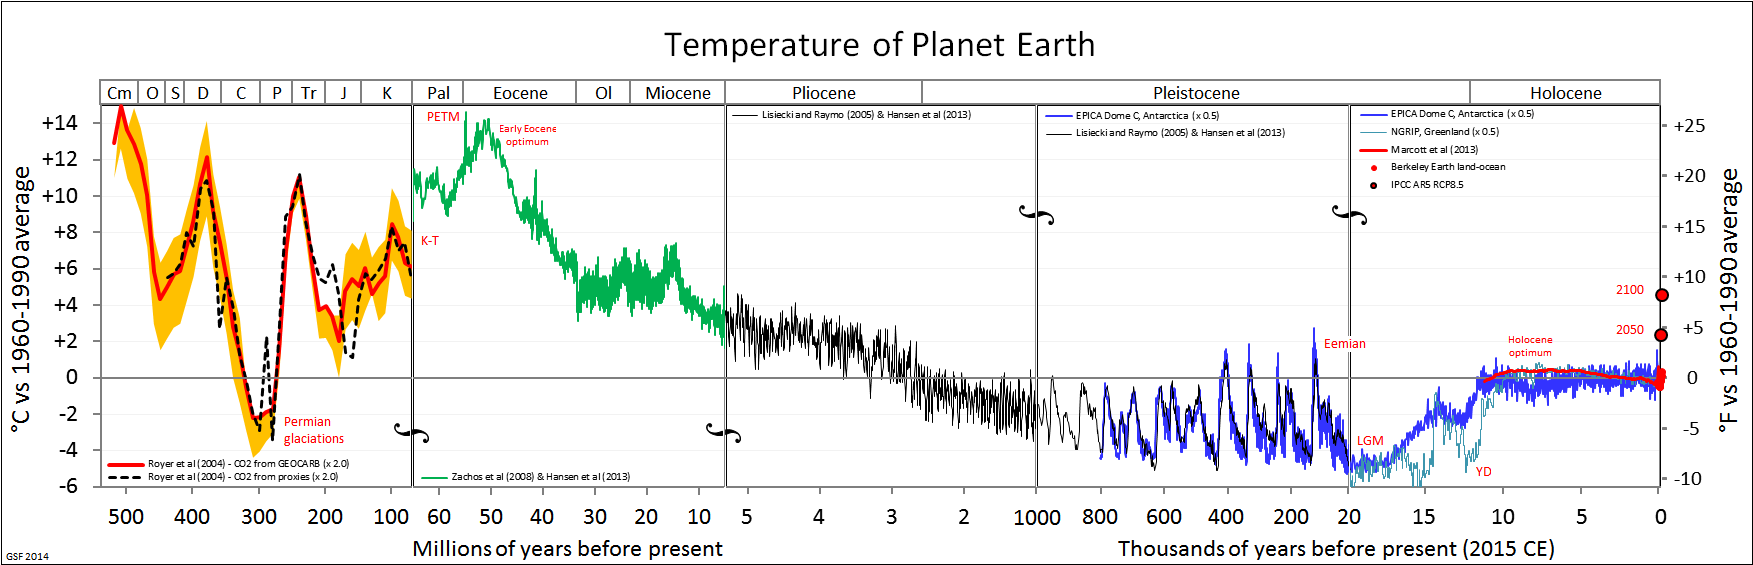 Temperature of Planet Earth
Cm O S D C P Tr J K Pal Eocene Ol Miocene Pliocene Pleistocene Holocene
°C vs 1960-1990 average
+14
+12
+10
+8
+6
+4
+2
0
-2
-4
-6
Permian
glaciations
Royer et al (2004) - CO2 from GEOCARB (x 2.0)
Royer et al (2004) - CO2 from proxies (x 2.0)
PETM
Early Eocene
optimum
K-T
Zachos et al (2008) & Hansen et al (2013)
Lisiecki and Raymo (2005) & Hansen et al (2013)
EPICA Dome C, Antarctica (x 0.5)
Lisiecki and Raymo (2005) & Hansen et al (2013)
Eemian
EPICA Dome C, Antarctica (x 0.5)
NGRIP, Greenland (x 0.5)
Marcott et al (2013)
Berkeley Earth land-ocean
IPCC AR5 RCP8.5
2100
2050
Holocene
optimum
LGM
YD
+25
+20
+15
+10
+5
0
-5
-10
°F vs 1960-1990 average
500 400 300 200 100 60 50 40 30 20 10 5 4 3 2 1000 800 600 400 200 20 15 10 5 0
Millions of years before present
Thousands of years before present (2015 CE)
GSF 2014